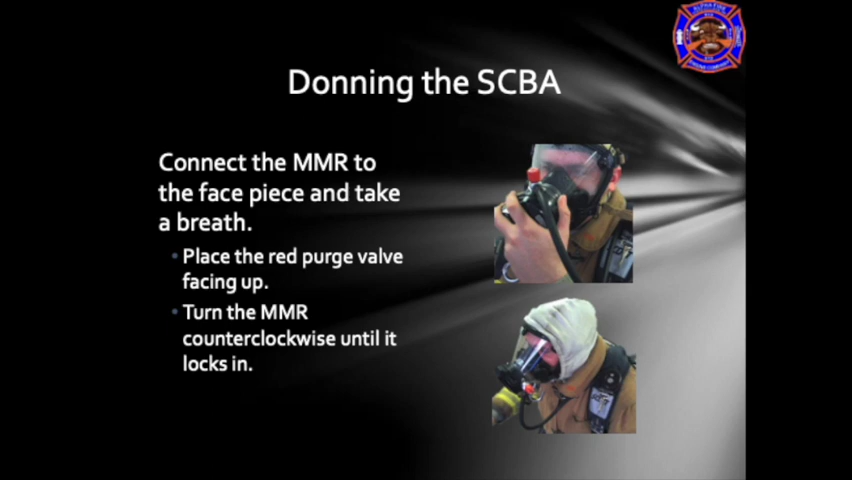 Donning the SCBA
Connect the MMR to
the face piece and take
a breath.
Place the red purge valve
facing up.
Turn the MMR
counterclockwise until it
locks in.